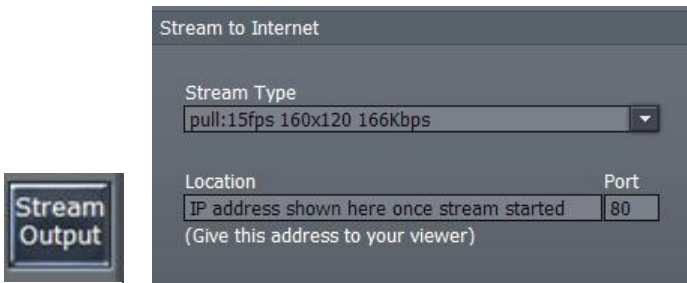 Stream to Internet
Stream Type
pull:15fps 160x120 166Kbps
Location Port
IP address shown here once stream started 80
(Give this address to your viewer)
Stream
Output